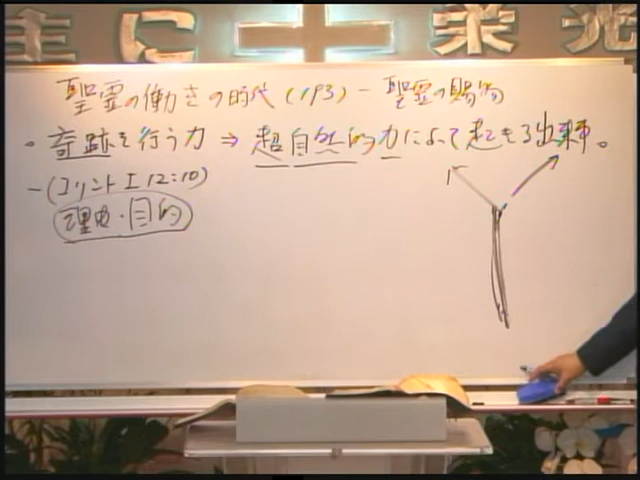 主に 栄光
聖霊の働きの時代 (193) - 聖霊の賜物
・奇跡を行う力 ⇒ 超自然的力によって起きる出来事。
- (コリント I 12:10)
理由・目的